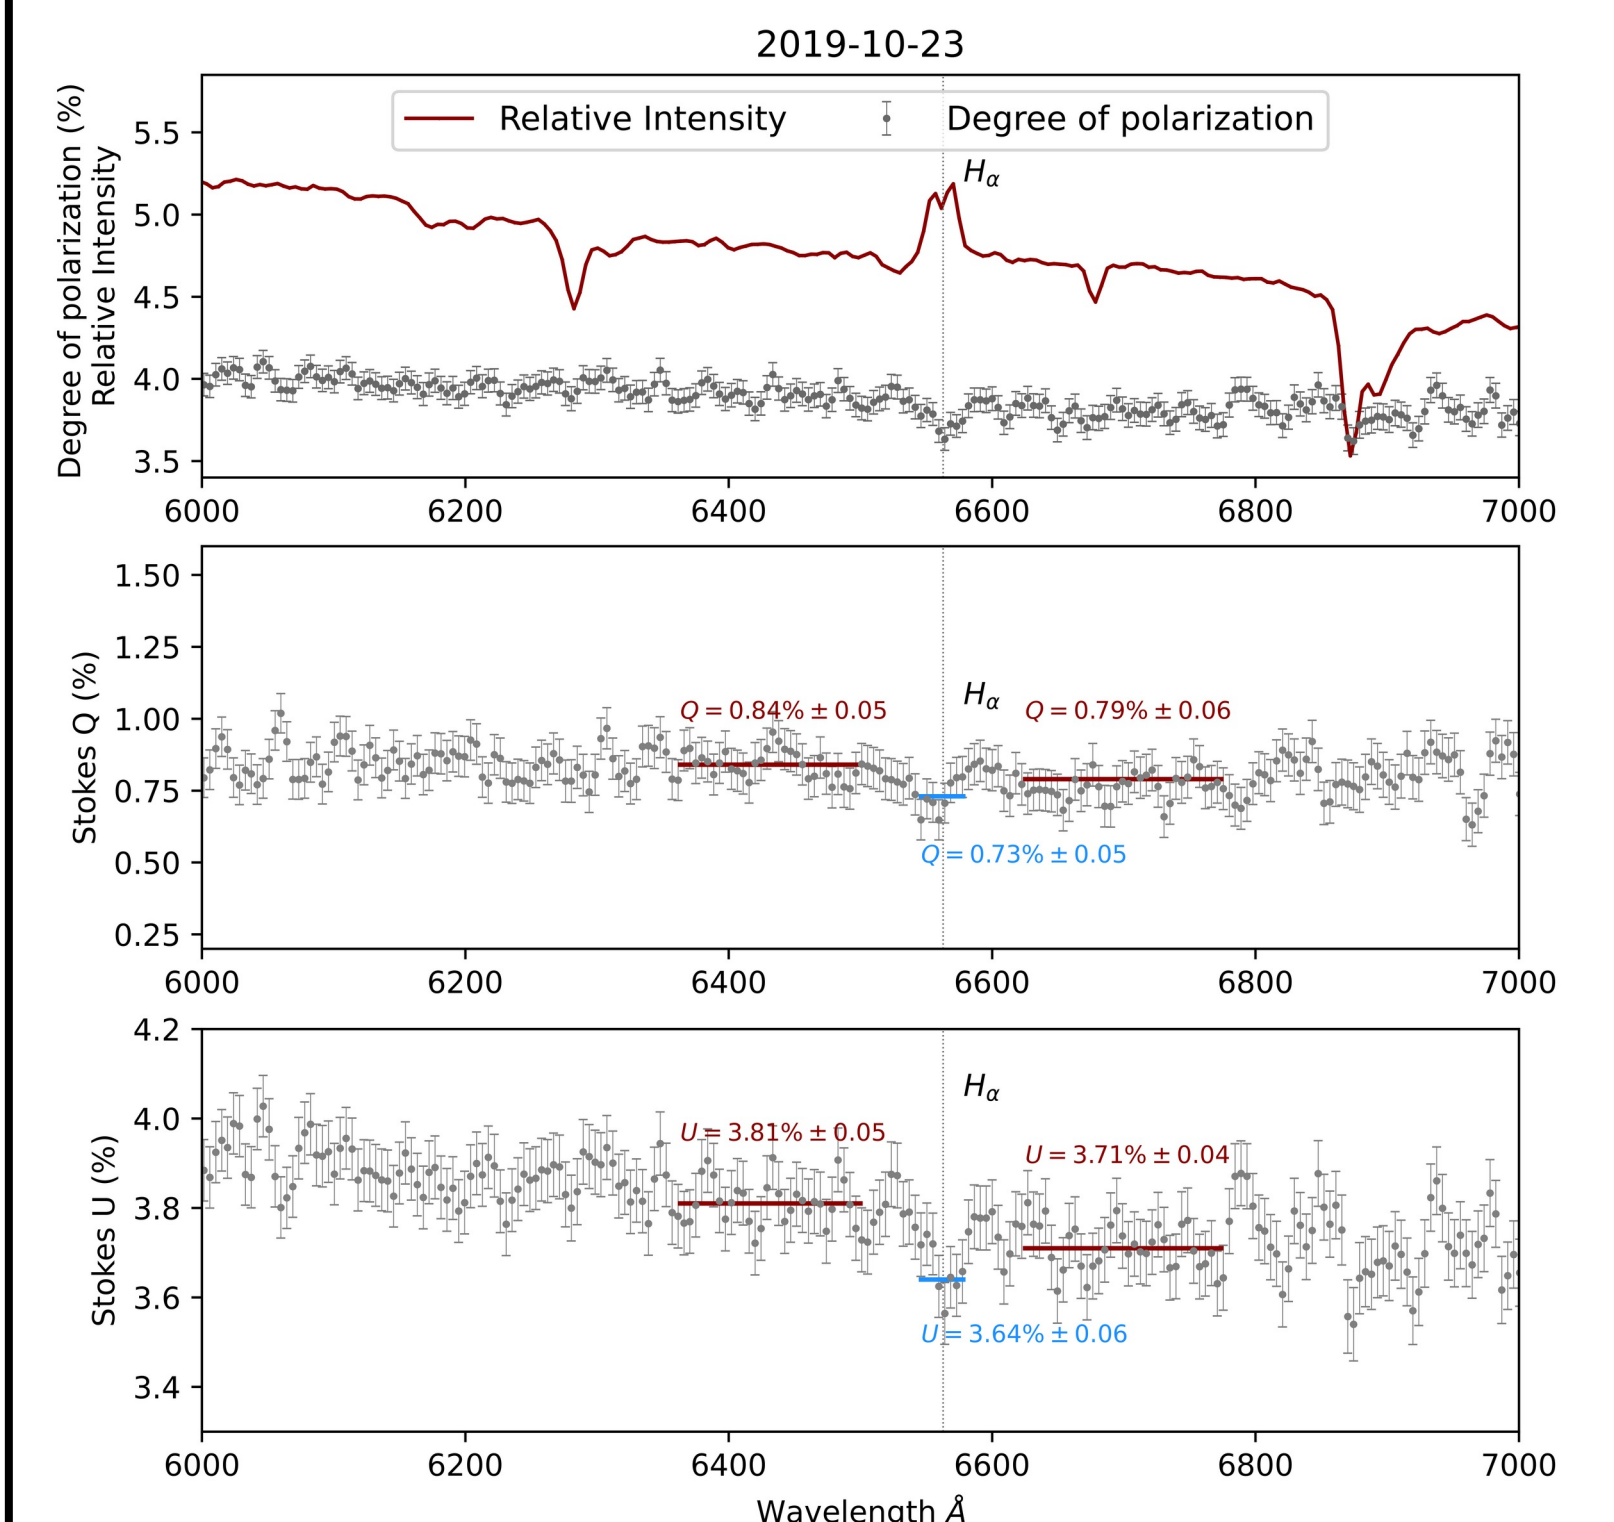 2019-10-23
Degree of polarization (%)
Relative Intensity
Relative Intensity Degree of polarization
Hα
5.5
5.0
4.5
4.0
3.5
6000 6200 6400 6600 6800 7000
Stokes Q (%)
1.50
1.25
1.00
0.75
0.50
0.25
Hα
Q = 0.84% ± 0.05
Q = 0.79% ± 0.06
Q = 0.73% ± 0.05
6000 6200 6400 6600 6800 7000
Stokes U (%)
4.2
4.0
3.8
3.6
3.4
Hα
U = 3.81% ± 0.05
U = 3.71% ± 0.04
U = 3.64% ± 0.06
6000 6200 6400 6600 6800 7000
Wavelength Å